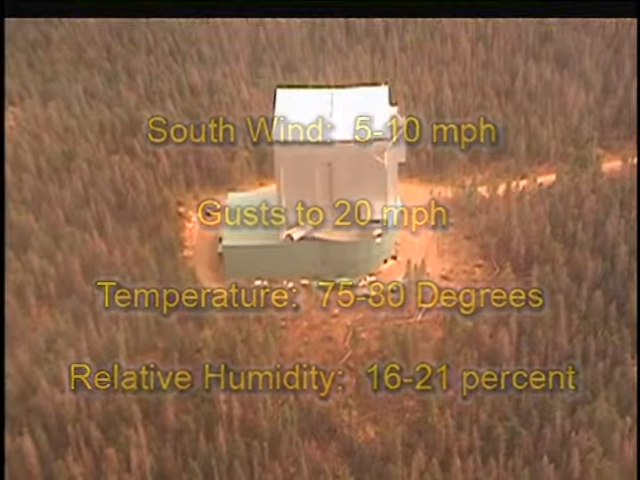 South Wind: 5-10 mph
Gusts to 20 mph
Temperature: 75-80 Degrees
Relative Humidity: 16-21 percent